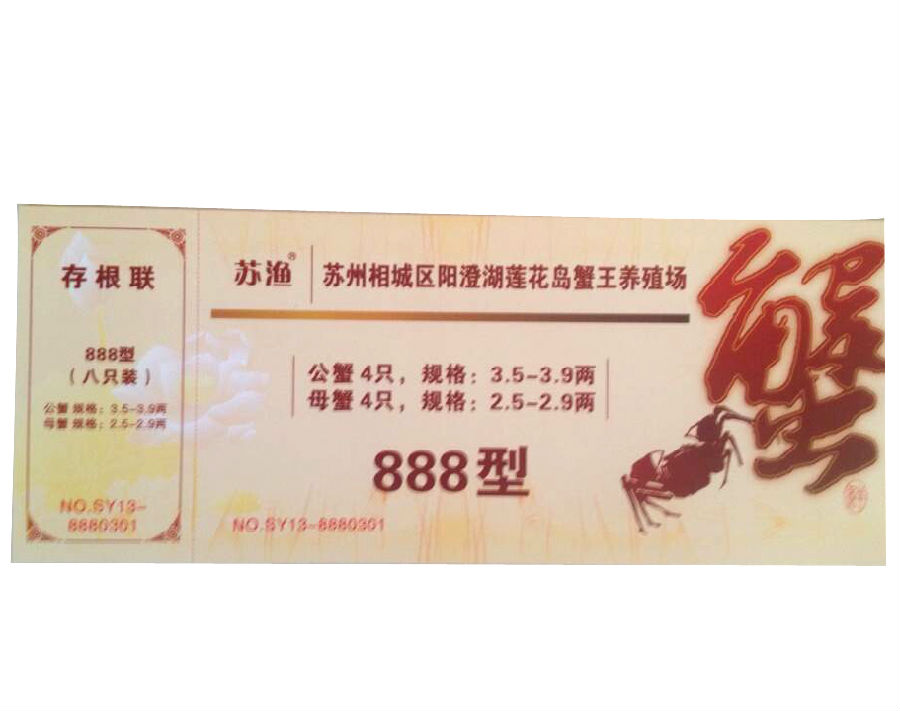 存根联
888型
（八只装）
公蟹 规格：3.5-3.9两
母蟹 规格：2.5-2.9两
NO.SY13-
8880301
苏渔®
苏州相城区阳澄湖莲花岛蟹王养殖场
公蟹 4只，规格：3.5-3.9两
母蟹 4只，规格：2.5-2.9两
888型
NO.SY13-8880301
蟹